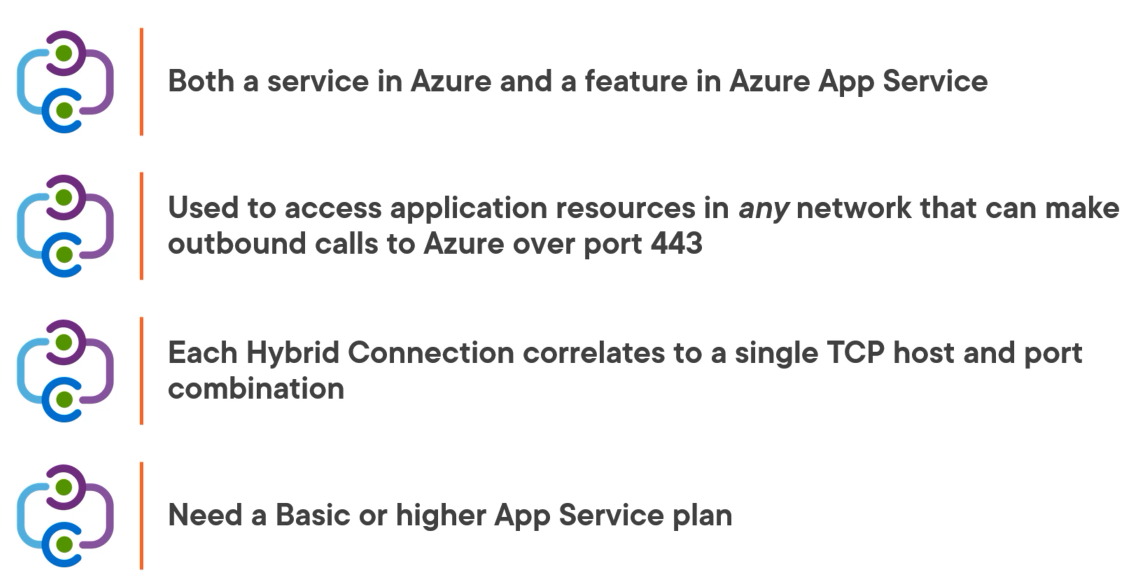 Both a service in Azure and a feature in Azure App Service
Used to access application resources in any network that can make
outbound calls to Azure over port 443
Each Hybrid Connection correlates to a single TCP host and port
combination
Need a Basic or higher App Service plan